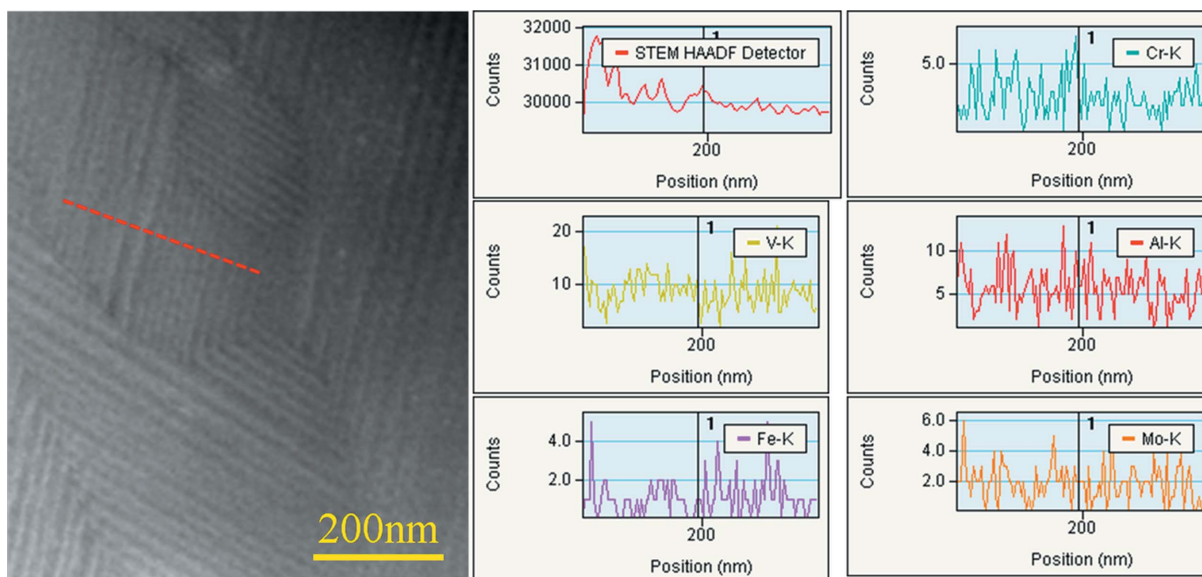 200nm
32000
31000
30000
Counts
1
STEM HAADF Detector
200
Position (nm)
5.0
Counts
1
Cr-K
200
Position (nm)
20
10
Counts
1
V-K
200
Position (nm)
10
5
Counts
1
Al-K
200
Position (nm)
4.0
2.0
Counts
1
Fe-K
200
Position (nm)
6.0
4.0
2.0
Counts
1
Mo-K
200
Position (nm)